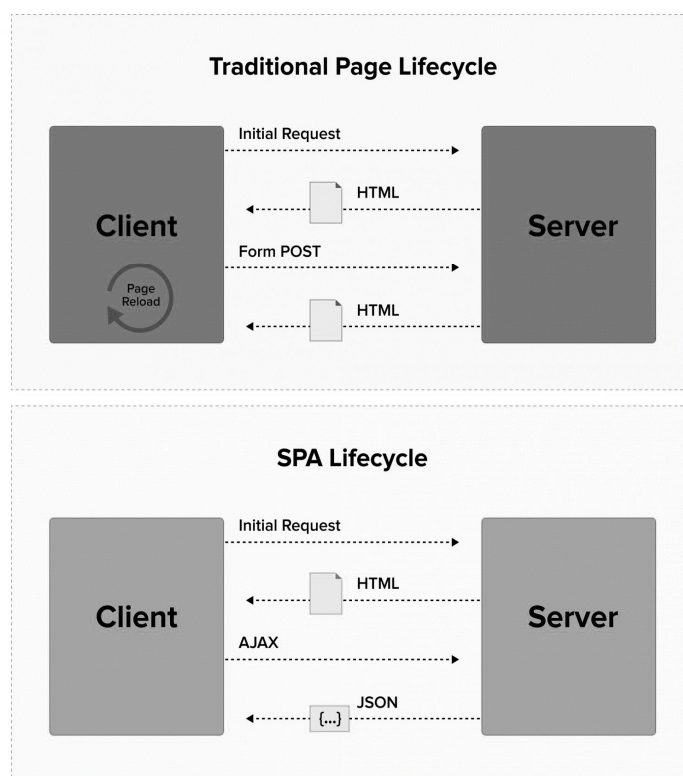 Traditional Page Lifecycle
Initial Request
HTML
Client
Server
Form POST
Page
Reload
HTML
SPA Lifecycle
Initial Request
HTML
Client
Server
AJAX
JSON
{...}